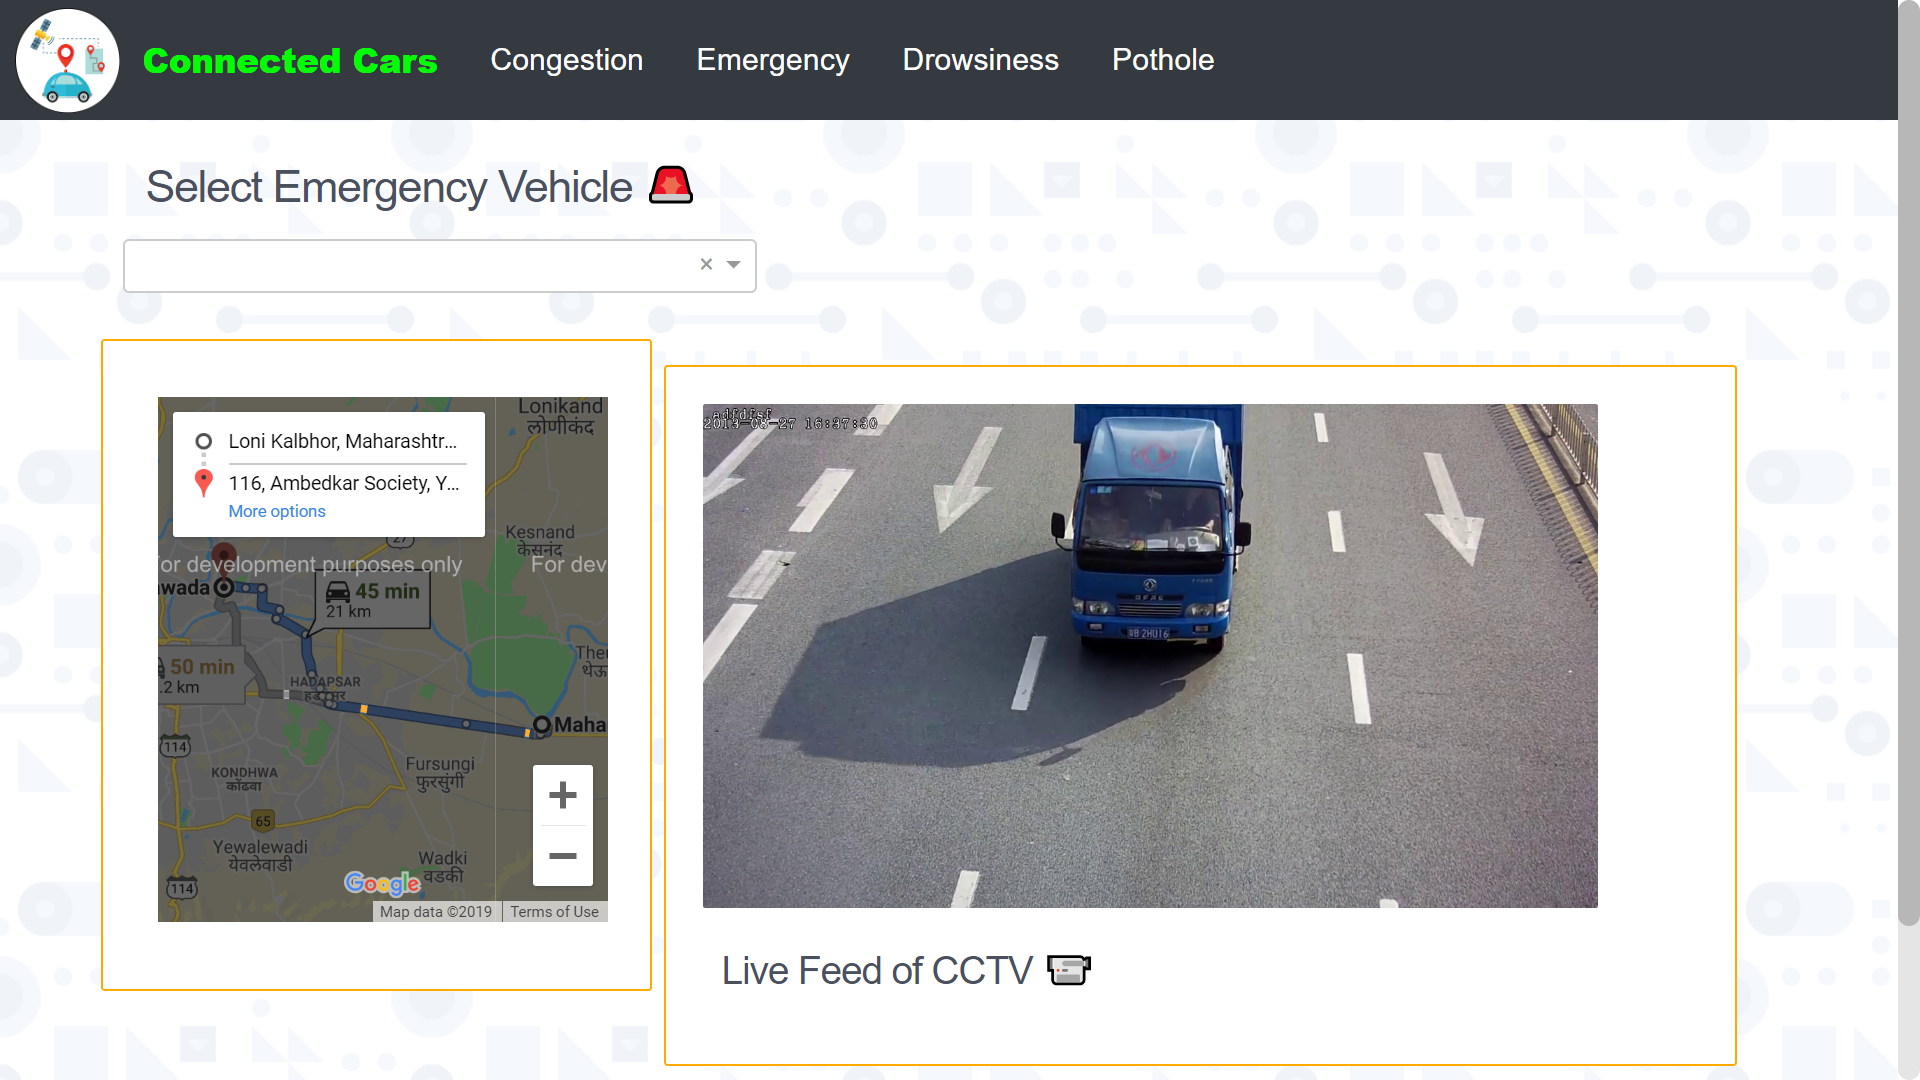 Connected Cars
Congestion
Emergency
Drowsiness
Pothole
Select Emergency Vehicle
Loni Kalbhor, Maharashtr...
116, Ambedkar Society, Y...
More options
Lonikand
लोणीकंद
Kesnand
केसनंद
27
For development purposes only
For dev
wada
45 min
21 km
50 min
.2 km
HADAPSAR
हडपसर
Ther
थेऊ
Maha
114
KONDHWA
कोंढवा
Fursungi
फुरसुंगी
65
Yewalewadi
येवलेवाडी
Wadki
वडकी
114
Google
Map data ©2019
Terms of Use
adfdfsf
2013-08-27 16:37:30
Live Feed of CCTV